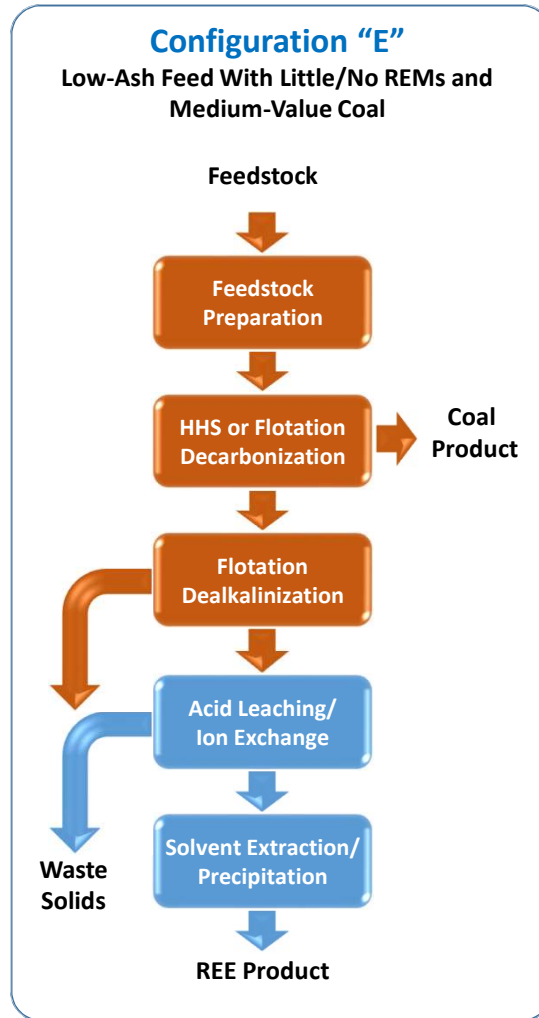 Configuration “E”
Low-Ash Feed With Little/No REMs and
Medium-Value Coal
Feedstock
Feedstock
Preparation
HHS or Flotation
Decarbonization
Coal
Product
Flotation
Dealkalinization
Acid Leaching/
Ion Exchange
Solvent Extraction/
Precipitation
Waste
Solids
REE Product